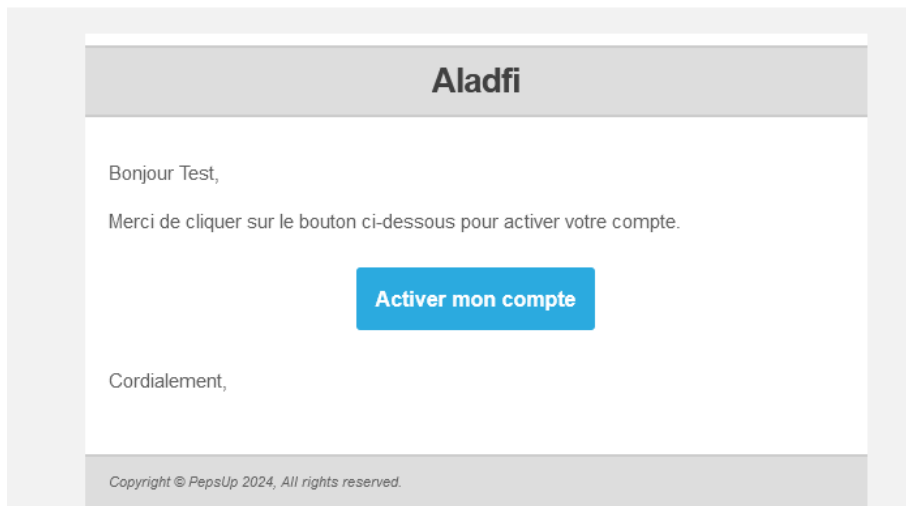 Aladfi
Bonjour Test,
Merci de cliquer sur le bouton ci-dessous pour activer votre compte.
Activer mon compte
Cordialement,
Copyright © PepsUp 2024, All rights reserved.